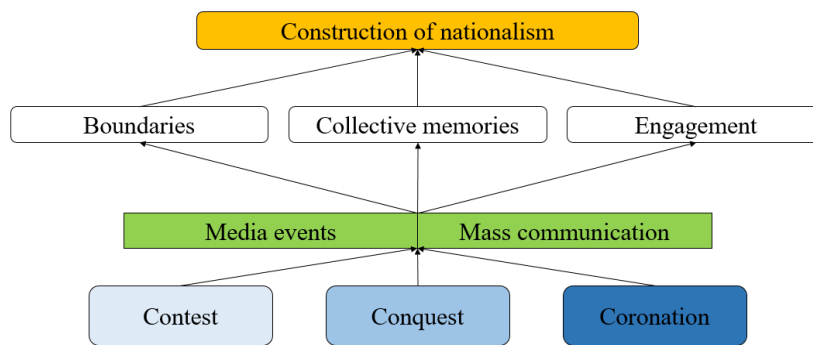 Construction of nationalism
Boundaries
Collective memories
Engagement
Media events
Mass communication
Contest
Conquest
Coronation